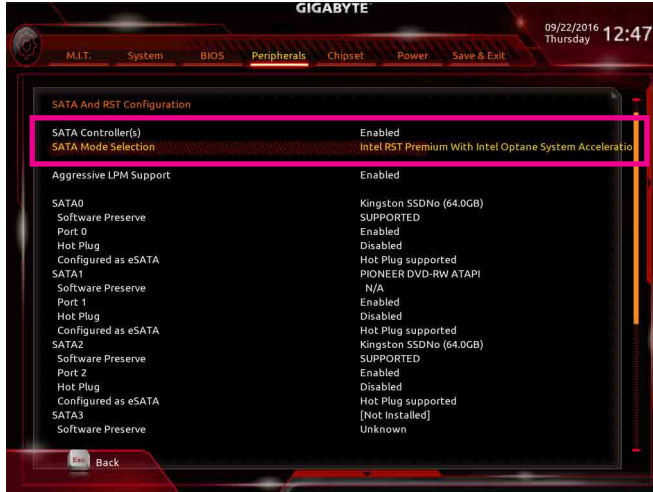 GIGABYTE
09/22/2016 Thursday 12:47
M.I.T. System BIOS Peripherals Chipset Power Save & Exit
SATA And RST Configuration
SATA Controller(s) Enabled
SATA Mode Selection Intel RST Premium With Intel Optane System Acceleratio
Aggressive LPM Support Enabled
SATA0 Kingston SSDNo (64.0GB)
Software Preserve SUPPORTED
Port 0 Enabled
Hot Plug Disabled
Configured as eSATA Hot Plug supported
SATA1 PIONEER DVD-RW ATAPI
Software Preserve N/A
Port 1 Enabled
Hot Plug Disabled
Configured as eSATA Hot Plug supported
SATA2 Kingston SSDNo (64.0GB)
Software Preserve SUPPORTED
Port 2 Enabled
Hot Plug Disabled
Configured as eSATA Hot Plug supported
SATA3 [Not Installed]
Software Preserve Unknown
Esc Back